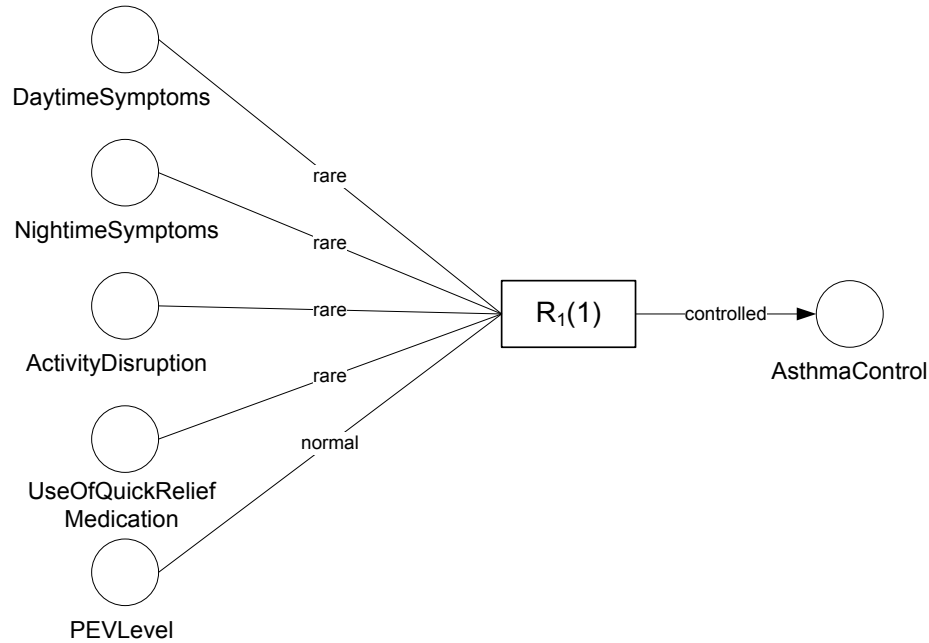 DaytimeSymptoms
rare
NightimeSymptoms
rare
R₁(1)
controlled
rare
ActivityDisruption
AsthmaControl
rare
UseOfQuickRelief
Medication
normal
PEVLevel